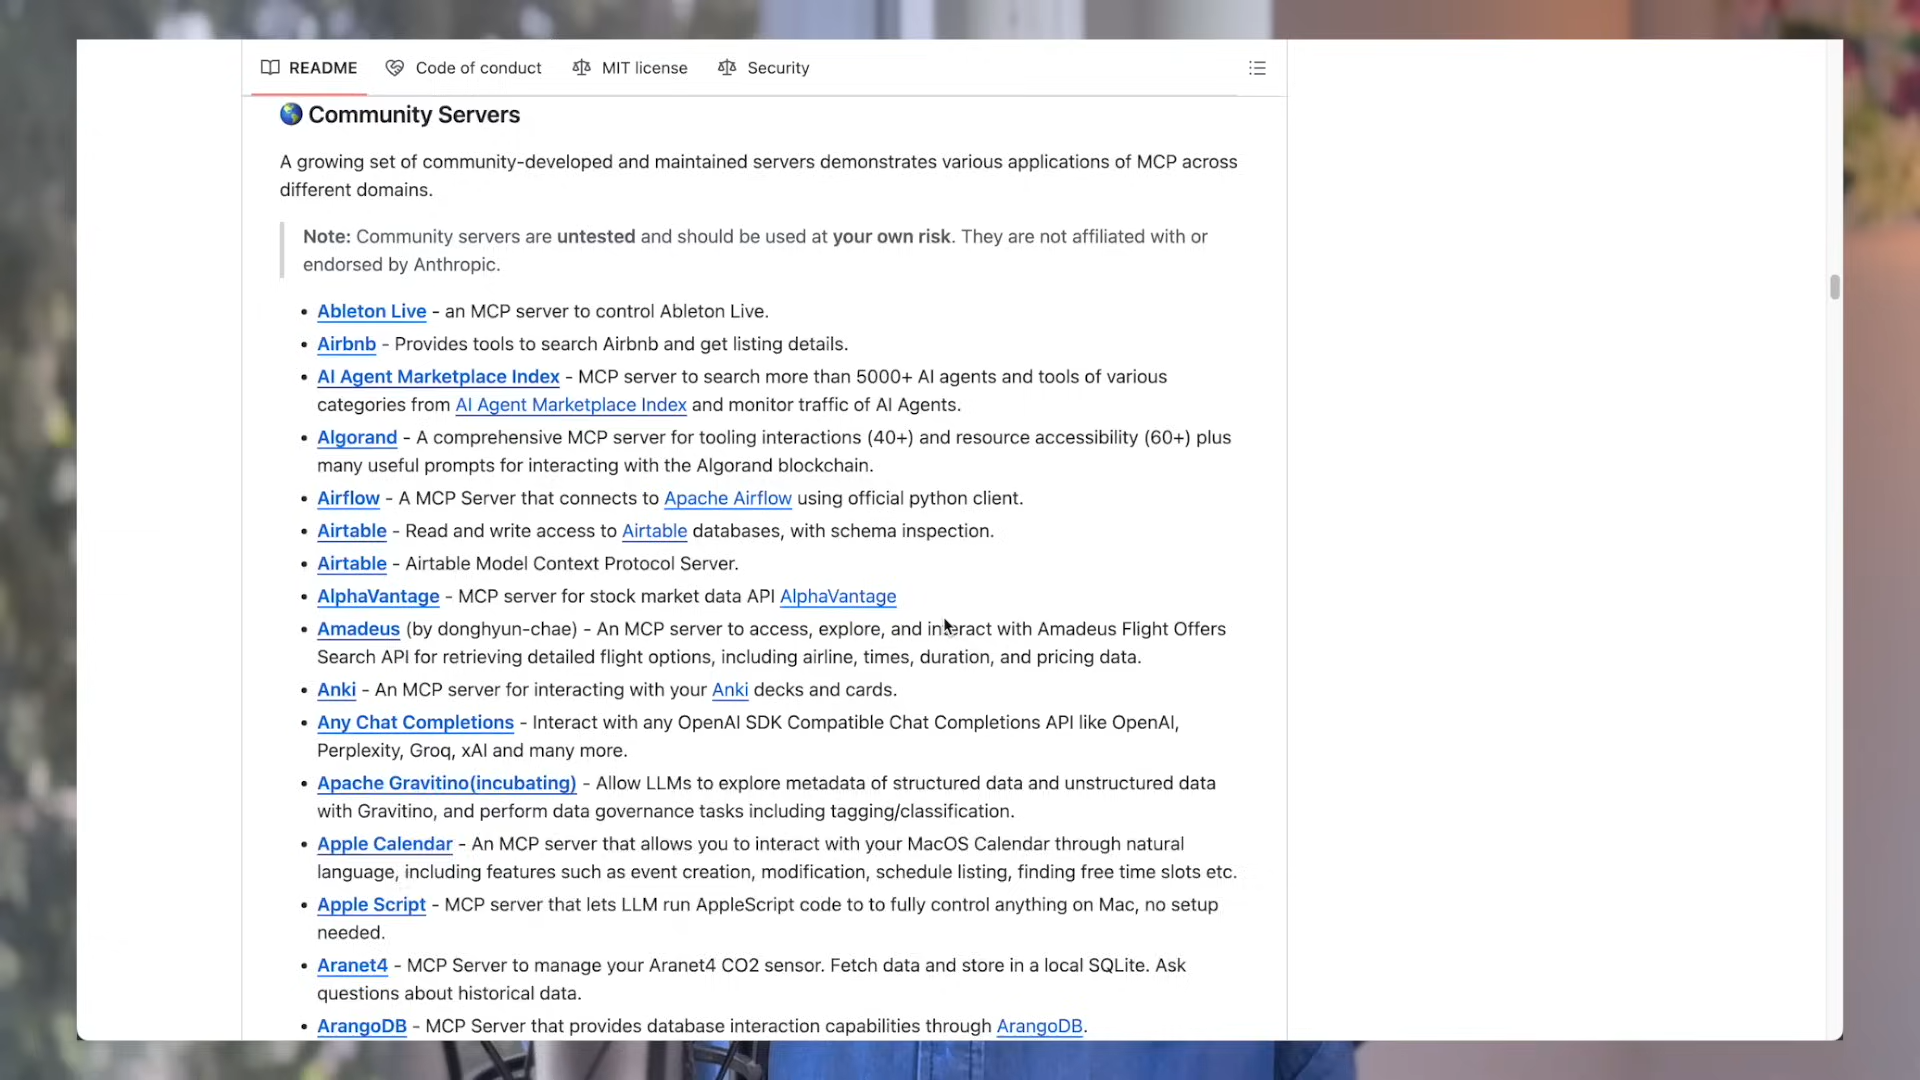 README Code of conduct MIT license Security
Community Servers
A growing set of community-developed and maintained servers demonstrates various applications of MCP across
different domains.
Note: Community servers are untested and should be used at your own risk. They are not affiliated with or
endorsed by Anthropic.
• Ableton Live - an MCP server to control Ableton Live.
• Airbnb - Provides tools to search Airbnb and get listing details.
• AI Agent Marketplace Index - MCP server to search more than 5000+ AI agents and tools of various
categories from AI Agent Marketplace Index and monitor traffic of AI Agents.
• Algorand - A comprehensive MCP server for tooling interactions (40+) and resource accessibility (60+) plus
many useful prompts for interacting with the Algorand blockchain.
• Airflow - A MCP Server that connects to Apache Airflow using official python client.
• Airtable - Read and write access to Airtable databases, with schema inspection.
• Airtable - Airtable Model Context Protocol Server.
• AlphaVantage - MCP server for stock market data API AlphaVantage
• Amadeus (by donghyun-chae) - An MCP server to access, explore, and interact with Amadeus Flight Offers
Search API for retrieving detailed flight options, including airline, times, duration, and pricing data.
• Anki - An MCP server for interacting with your Anki decks and cards.
• Any Chat Completions - Interact with any OpenAI SDK Compatible Chat Completions API like OpenAI,
Perplexity, Groq, xAI and many more.
• Apache Gravitino(incubating) - Allow LLMs to explore metadata of structured data and unstructured data
with Gravitino, and perform data governance tasks including tagging/classification.
• Apple Calendar - An MCP server that allows you to interact with your MacOS Calendar through natural
language, including features such as event creation, modification, schedule listing, finding free time slots etc.
• Apple Script - MCP server that lets LLM run AppleScript code to to fully control anything on Mac, no setup
needed.
• Aranet4 - MCP Server to manage your Aranet4 CO2 sensor. Fetch data and store in a local SQLite. Ask
questions about historical data.
• ArangoDB - MCP Server that provides database interaction capabilities through ArangoDB.